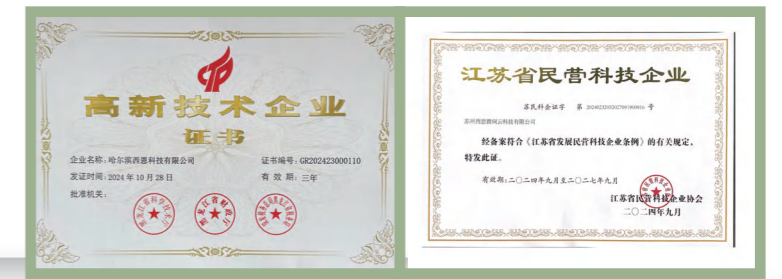 高新技术企业
证书
企业名称：哈尔滨西恩科技有限公司
证书编号：GR202423000110
发证时间：2024年10月28日
有 效 期：三年
批准机关：
江苏省民营科技企业
苏民科企证字 第 号
经备案符合《江苏省发展民营科技企业条例》的有关规定，
特发此证。
有效期：二〇二四年九月至二〇二七年九月
江苏省民营科技企业协会
二〇二四年九月